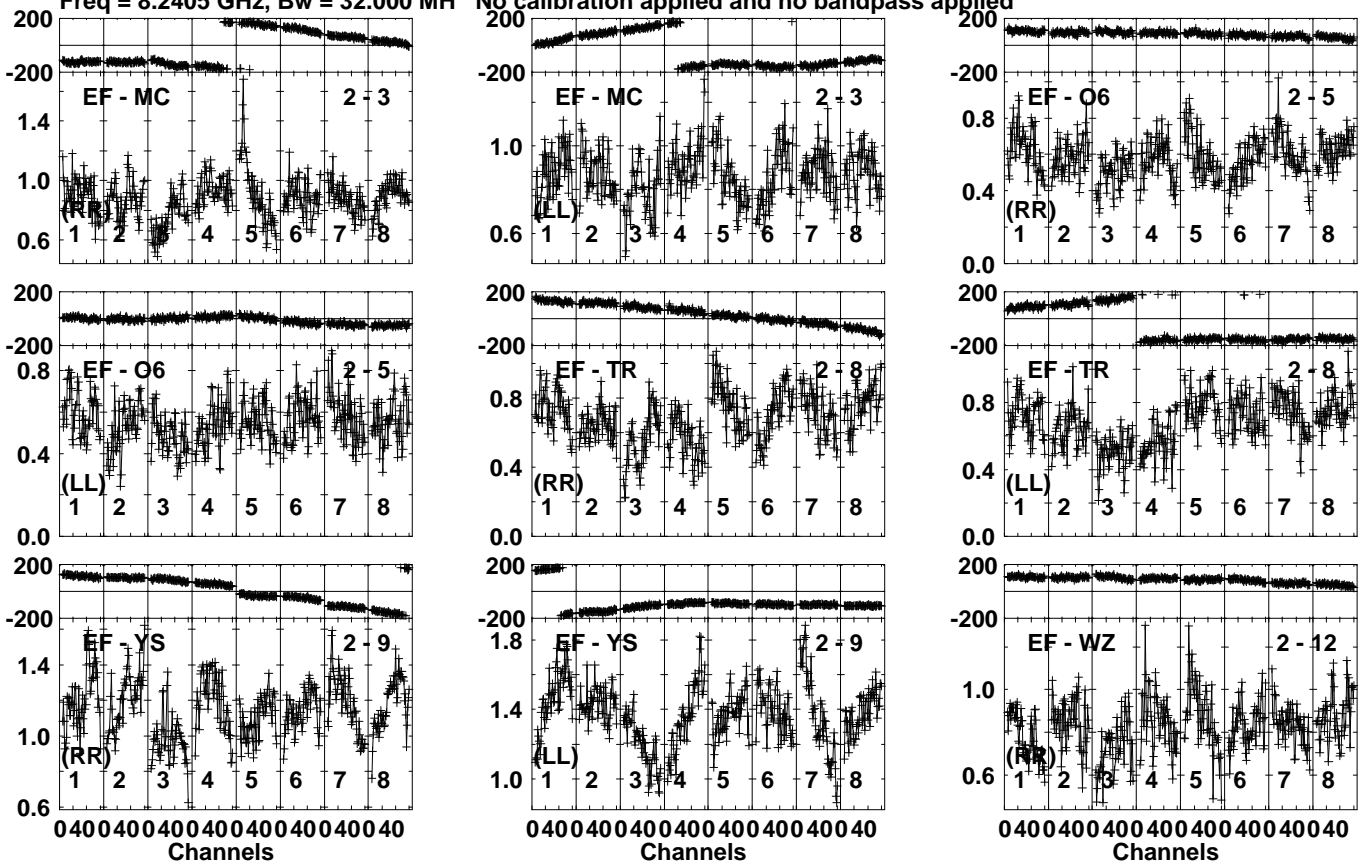 Freq = 8.2405 GHz, Bw = 32.000 MH No calibration applied and no bandpass applied
200
-200
EF - MC 2 - 3
1.4
1.0
0.6
(RR)
1 2 3 4 5 6 7 8
200
-200
EF - MC 2 - 3
1.0
0.6
(LL)
1 2 3 4 5 6 7 8
200
-200
EF - O6 2 - 5
0.8
0.4
0.0
(RR)
1 2 3 4 5 6 7 8
200
-200
EF - O6 2 - 5
0.8
0.4
0.0
(LL)
1 2 3 4 5 6 7 8
200
-200
EF - TR 2 - 8
0.8
0.4
0.0
(RR)
1 2 3 4 5 6 7 8
200
-200
EF - TR 2 - 8
0.8
0.4
0.0
(LL)
1 2 3 4 5 6 7 8
200
-200
EF - YS 2 - 9
1.4
1.0
0.6
(RR)
1 2 3 4 5 6 7 8
0 40 0 40 0 40 0 40 0 40 0 40 0 40 0 40
Channels
200
-200
EF - YS 2 - 9
1.8
1.4
1.0
(LL)
1 2 3 4 5 6 7 8
0 40 0 40 0 40 0 40 0 40 0 40 0 40 0 40
Channels
200
-200
EF - WZ 2 - 12
1.0
0.6
(RR)
1 2 3 4 5 6 7 8
0 40 0 40 0 40 0 40 0 40 0 40 0 40 0 40
Channels